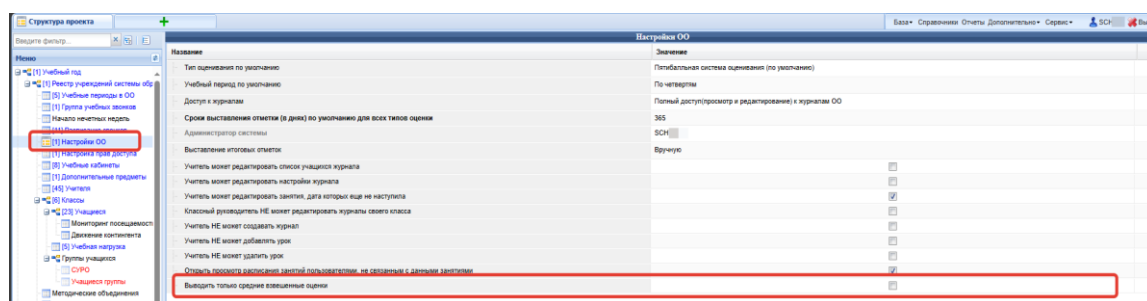 Структура проекта
База Справочники Отчеты Дополнительно Сервис SCH Вы
Введите фильтр...
Настройки ОО
Меню
Название Значение
[1] Учебный год
[1] Реестр учреждений системы обр
[5] Учебные периоды в ОО
[1] Группа учебных звонков
Начало нечетных недель
[11] Расписание звонков
[1] Настройки ОО
[1] Настройка прав доступа
[8] Учебные кабинеты
[1] Дополнительные предметы
[45] Учителя
[6] Классы
[23] Учащиеся
Мониторинг посещаемост
Движение контингента
[5] Учебная нагрузка
Группы учащихся
СУРО
Учащиеся группы
Методические объединения
Тип оценивания по умолчанию Пятибалльная система оценивания (по умолчанию)
Учебный период по умолчанию По четвертям
Доступ к журналам Полный доступ(просмотр и редактирование) к журналам ОО
Сроки выставления отметки (в днях) по умолчанию для всех типов оценки 365
Администратор системы SCH
Выставление итоговых отметок Вручную
Учитель может редактировать список учащихся журнала
Учитель может редактировать настройки журнала
Учитель может редактировать занятия, дата которых еще не наступила
Классный руководитель НЕ может редактировать журналы своего класса
Учитель НЕ может создавать журнал
Учитель НЕ может добавлять урок
Учитель НЕ может удалить урок
Открыть просмотр расписания занятий пользователями, не связанным с данными занятиями
Выводить только средние взвешенные оценки